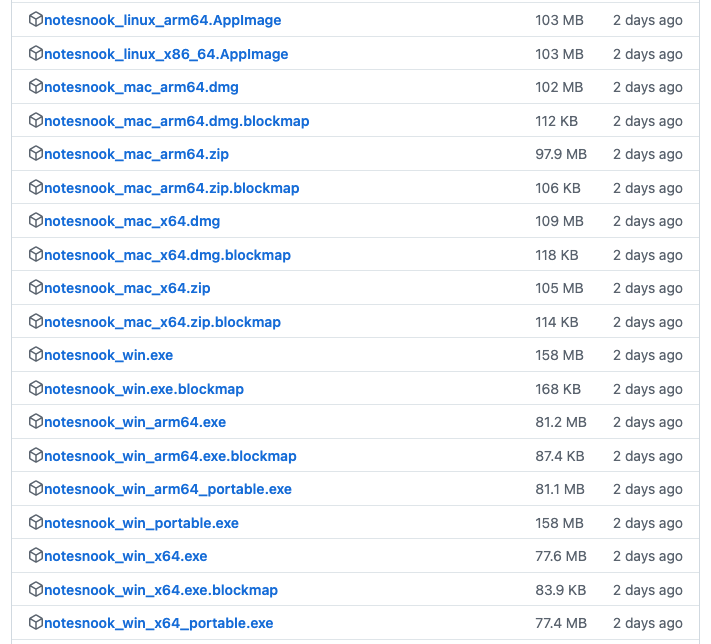 notesnook_linux_arm64.AppImage 103 MB 2 days ago
notesnook_linux_x86_64.AppImage 103 MB 2 days ago
notesnook_mac_arm64.dmg 102 MB 2 days ago
notesnook_mac_arm64.dmg.blockmap 112 KB 2 days ago
notesnook_mac_arm64.zip 97.9 MB 2 days ago
notesnook_mac_arm64.zip.blockmap 106 KB 2 days ago
notesnook_mac_x64.dmg 109 MB 2 days ago
notesnook_mac_x64.dmg.blockmap 118 KB 2 days ago
notesnook_mac_x64.zip 105 MB 2 days ago
notesnook_mac_x64.zip.blockmap 114 KB 2 days ago
notesnook_win.exe 158 MB 2 days ago
notesnook_win.exe.blockmap 168 KB 2 days ago
notesnook_win_arm64.exe 81.2 MB 2 days ago
notesnook_win_arm64.exe.blockmap 87.4 KB 2 days ago
notesnook_win_arm64_portable.exe 81.1 MB 2 days ago
notesnook_win_portable.exe 158 MB 2 days ago
notesnook_win_x64.exe 77.6 MB 2 days ago
notesnook_win_x64.exe.blockmap 83.9 KB 2 days ago
notesnook_win_x64_portable.exe 77.4 MB 2 days ago